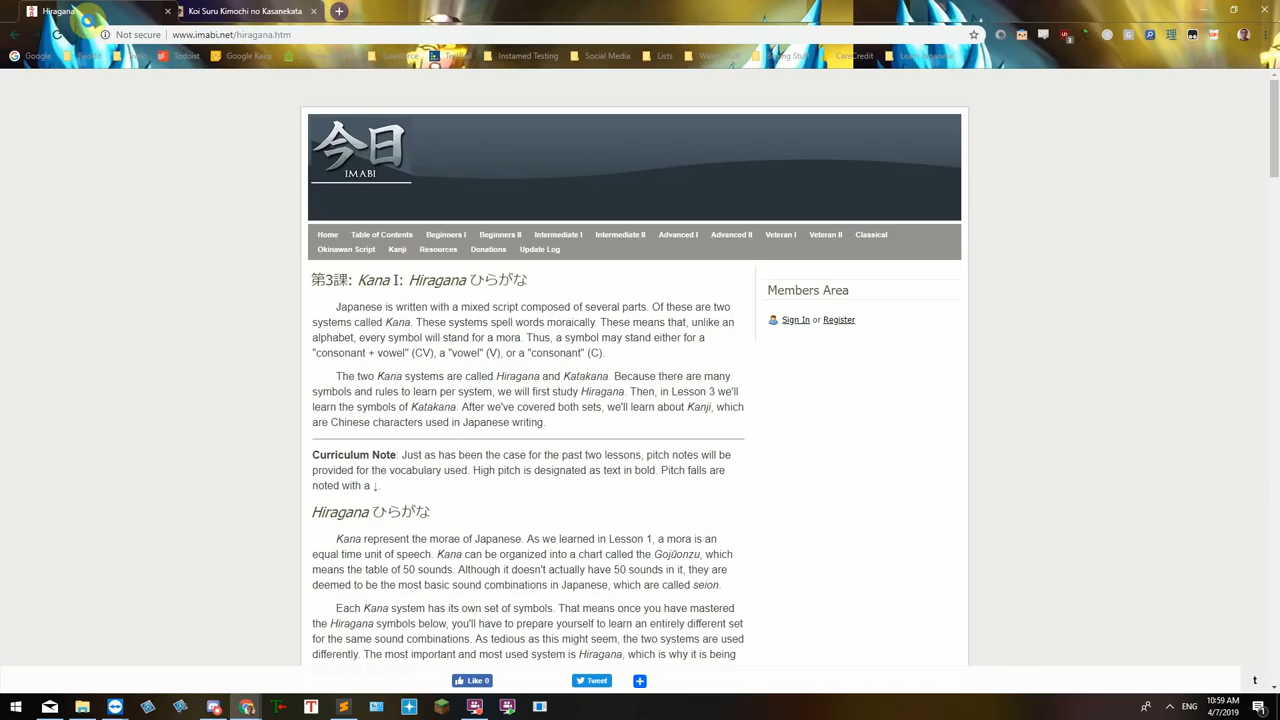 Hiragana
Koi Suru Kimochi no Kasanekata
Not secure
www.imabi.net/hiragana.htm
Google
Todoist
Google Keep
Instamed Testing
Social Media
Lists
CareCredit
今日
IMABI
Home Table of Contents Beginners I Beginners II Intermediate I Intermediate II Advanced I Advanced II Veteran I Veteran II Classical
Okinawan Script Kanji Resources Donations Update Log
第3課: Kana I: Hiragana ひらがな
Japanese is written with a mixed script composed of several parts. Of these are two
systems called Kana. These systems spell words moraically. These means that, unlike an
alphabet, every symbol will stand for a mora. Thus, a symbol may stand either for a
"consonant + vowel" (CV), a "vowel" (V), or a "consonant" (C).
The two Kana systems are called Hiragana and Katakana. Because there are many
symbols and rules to learn per system, we will first study Hiragana. Then, in Lesson 3 we'll
learn the symbols of Katakana. After we've covered both sets, we'll learn about Kanji, which
are Chinese characters used in Japanese writing.
Curriculum Note: Just as has been the case for the past two lessons, pitch notes will be
provided for the vocabulary used. High pitch is designated as text in bold. Pitch falls are
noted with a ↓.
Hiragana ひらがな
Kana represent the morae of Japanese. As we learned in Lesson 1, a mora is an
equal time unit of speech. Kana can be organized into a chart called the Gojūonzu, which
means the table of 50 sounds. Although it doesn't actually have 50 sounds in it, they are
deemed to be the most basic sound combinations in Japanese, which are called seion.
Each Kana system has its own set of symbols. That means once you have mastered
the Hiragana symbols below, you'll have to prepare yourself to learn an entirely different set
for the same sound combinations. As tedious as this might seem, the two systems are used
differently. The most important and most used system is Hiragana, which is why it is being
Members Area
Sign In or Register
Like 0
Tweet
t
ENG
10:59 AM
4/7/2019